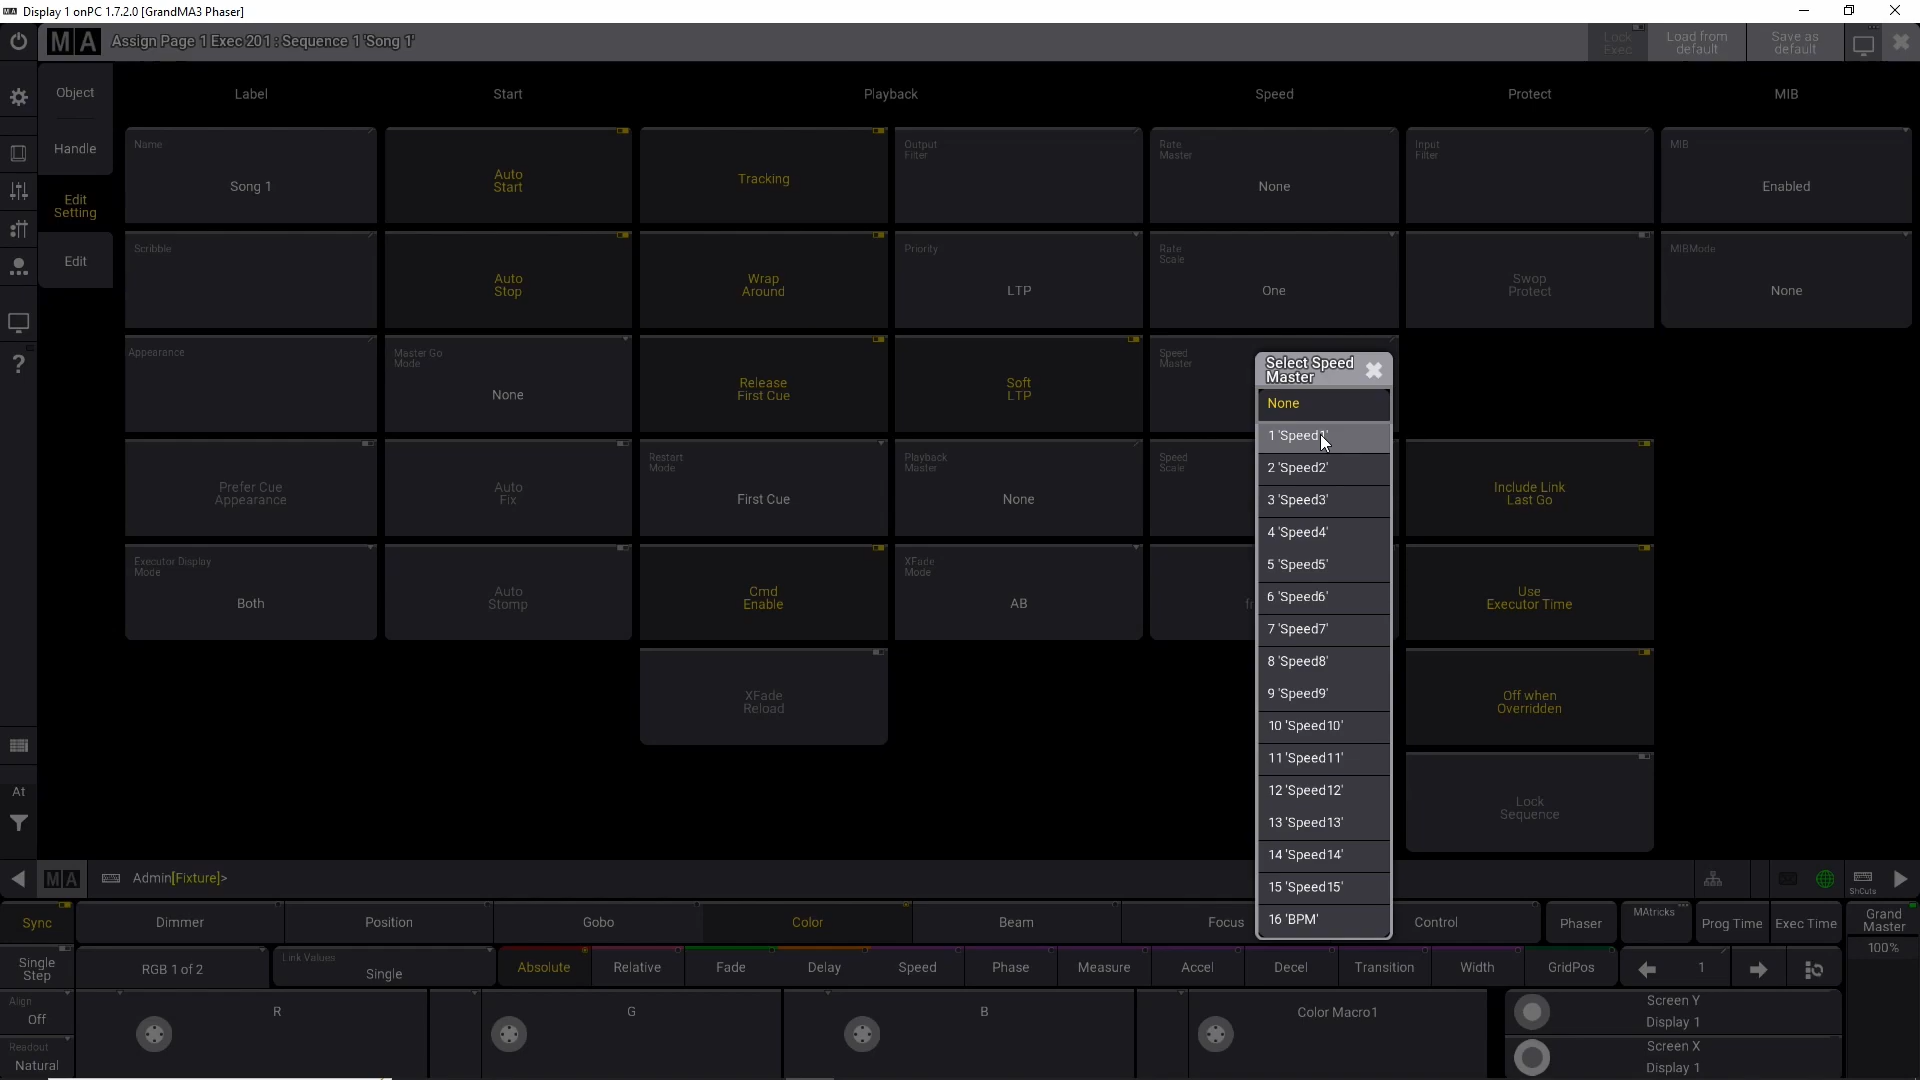 Display 1 onPC 1.7.2.0 [GrandMA3 Phaser]
MA
Assign Page 1 Exec 201 : Sequence 1 'Song 1'
Lock
Exec
Load from
default
Save as
default
Object
Handle
Edit
Setting
Edit
Label
Start
Playback
Speed
Protect
MIB
Name
Song 1
Auto
Start
Tracking
Output
Filter
Rate
Master
None
Input
Filter
MIB
Enabled
Scribble
Auto
Stop
Wrap
Around
Priority
LTP
Rate
Scale
One
Swop
Protect
MIBMode
None
Appearance
Master Go
Mode
None
Release
First Cue
Soft
LTP
Speed
Master
Prefer Cue
Appearance
Auto
Fix
Restart
Mode
First Cue
Playback
Master
None
Speed
Scale
Include Link
Last Go
Executor Display
Mode
Both
Auto
Stomp
Cmd
Enable
XFade
Mode
AB
Use
Executor Time
XFade
Reload
Off when
Overridden
Lock
Sequence
Select Speed
Master
None
1 'Speed1'
2 'Speed2'
3 'Speed3'
4 'Speed4'
5 'Speed5'
6 'Speed6'
7 'Speed7'
8 'Speed8'
9 'Speed9'
10 'Speed10'
11 'Speed11'
12 'Speed12'
13 'Speed13'
14 'Speed14'
15 'Speed15'
16 'BPM'
?
At
MA
Admin[Fixture]>
ShCuts
Sync
Dimmer
Position
Gobo
Color
Beam
Focus
Control
Phaser
MAtricks
Prog Time
Exec Time
Grand
Master
100%
Single
Step
RGB 1 of 2
Link Values
Single
Absolute
Relative
Fade
Delay
Speed
Phase
Measure
Accel
Decel
Transition
Width
GridPos
1
Align
Off
R
G
B
Color Macro1
Screen Y
Display 1
Readout
Natural
Screen X
Display 1